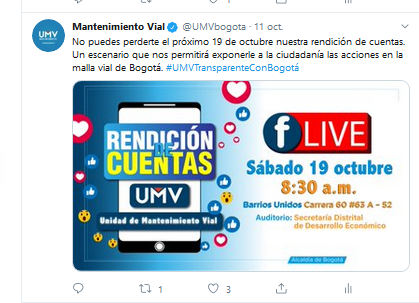 Mantenimiento Vial @UMVbogota · 11 oct.
No puedes perderte el próximo 19 de octubre nuestra rendición de cuentas.
Un escenario que nos permitirá exponerle a la ciudadanía las acciones en la
malla vial de Bogotá. #UMVTransparenteConBogotá
UMV
RENDICIÓN
DE
CUENTAS
UMV
Unidad de Mantenimiento Vial
f LIVE
Sábado 19 octubre
8:30 a.m.
Barrios Unidos Carrera 60 #63 A – 52
Auditorio: Secretaría Distrital
de Desarrollo Económico
Alcaldía de Bogotá
1 3